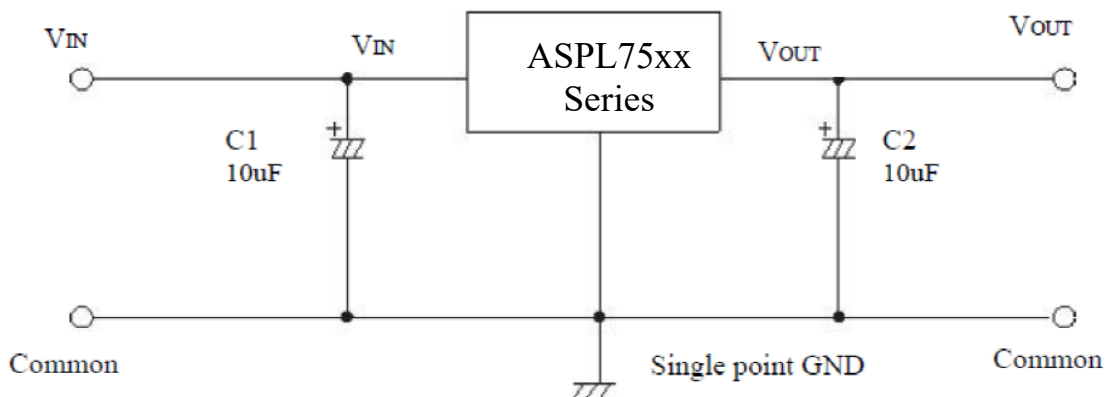 VIN
VIN
ASPL75xx
Series
VOUT
VOUT
+
C1
10uF
+
C2
10uF
Common
Single point GND
Common